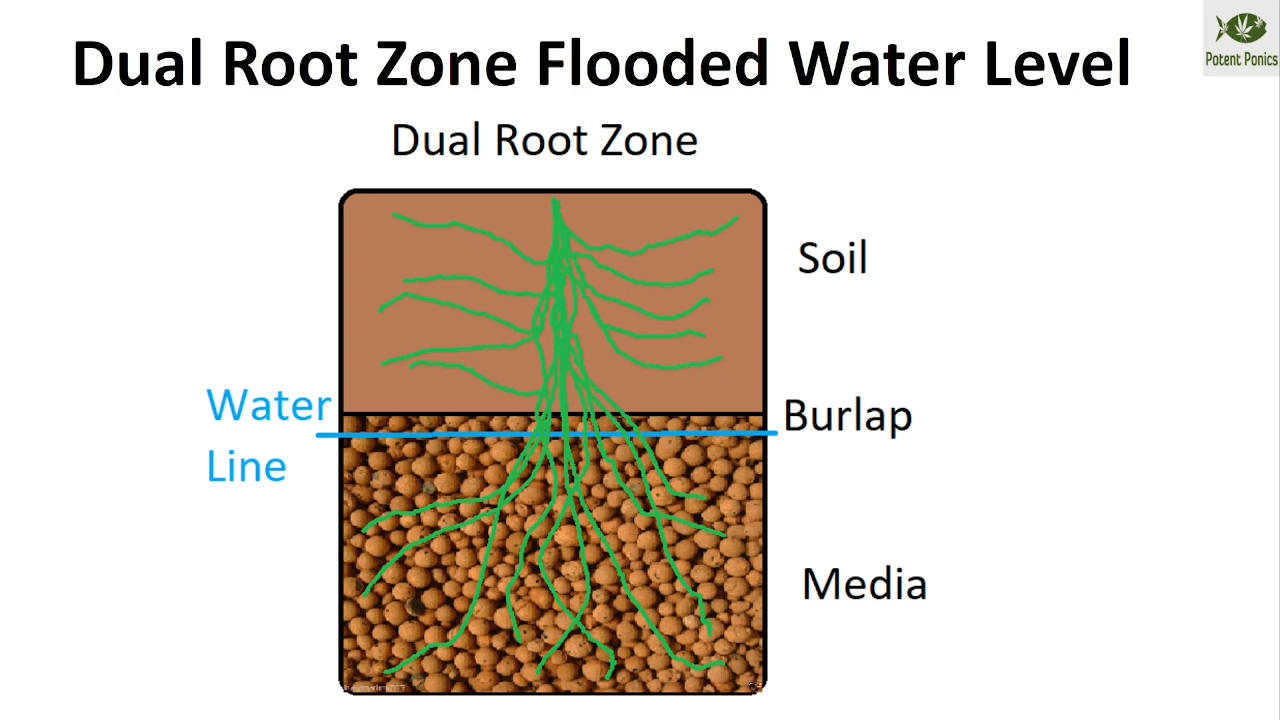 Dual Root Zone Flooded Water Level
Potent Ponics
Dual Root Zone
Soil
Water
Line
Burlap
Media